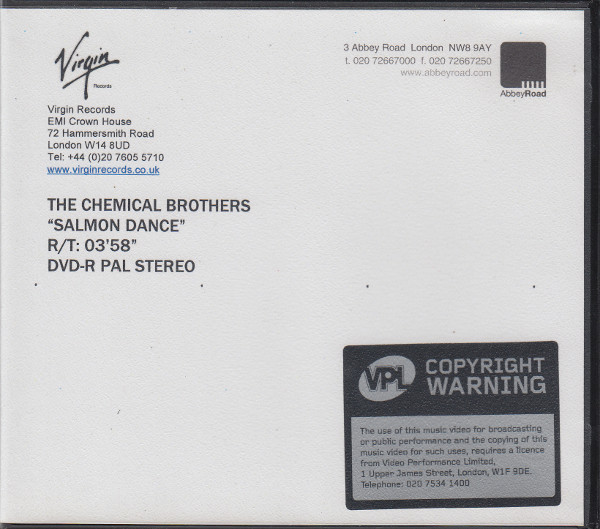 Virgin
Records
Virgin Records
EMI Crown House
72 Hammersmith Road
London W14 8UD
Tel: +44 (0)20 7605 5710
www.virginrecords.co.uk
3 Abbey Road London NW8 9AY
t. 020 72667000 f. 020 72667250
www.abbeyroad.com
AbbeyRoad
THE CHEMICAL BROTHERS
“SALMON DANCE”
R/T: 03’58”
DVD-R PAL STEREO
VPL
COPYRIGHT
WARNING
The use of this music video for broadcasting
or public performance and the copying of this
music video for such uses, requires a licence
from Video Performance Limited,
1 Upper James Street, London, W1F 9DE.
Telephone: 020 7534 1400